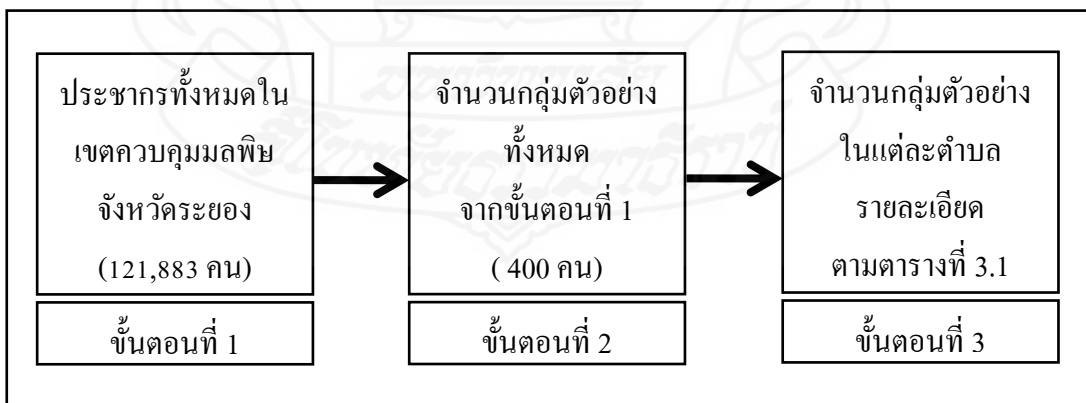 ประชากรทั้งหมดใน
เขตควบคุมมลพิษ
จังหวัดระยอง
(121,883 คน)
ขั้นตอนที่ 1
จำนวนกลุ่มตัวอย่าง
ทั้งหมด
จากขั้นตอนที่ 1
( 400 คน)
ขั้นตอนที่ 2
จำนวนกลุ่มตัวอย่าง
ในแต่ละตำบล
รายละเอียด
ตามตารางที่ 3.1
ขั้นตอนที่ 3